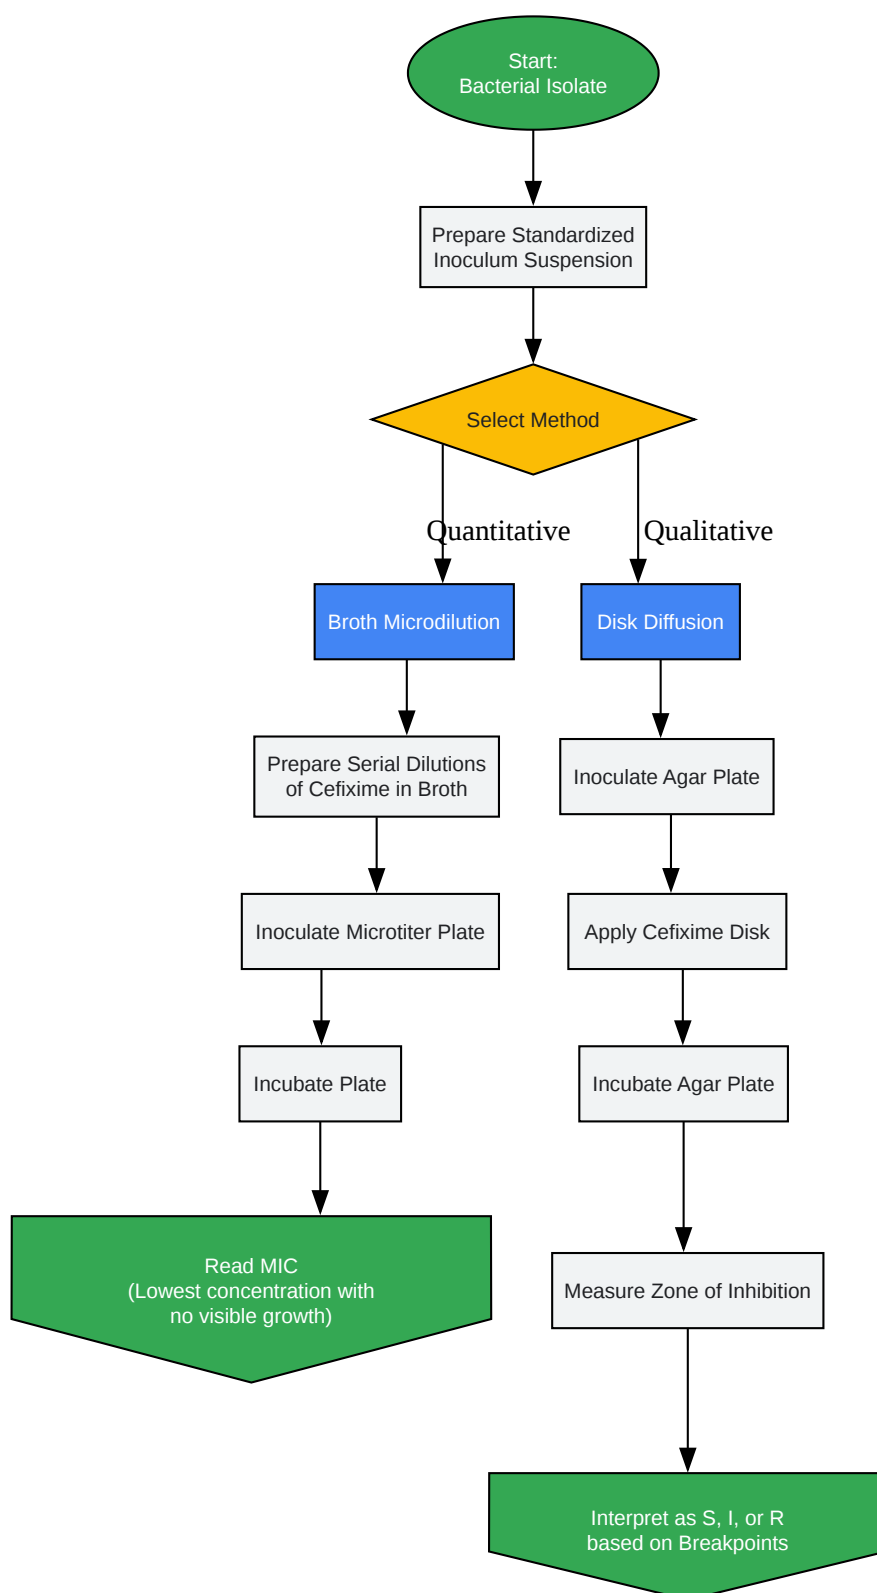 Start:
Bacterial Isolate
Prepare Standardized
Inoculum Suspension
Select Method
Quantitative
Qualitative
Broth Microdilution
Disk Diffusion
Prepare Serial Dilutions
of Cefixime in Broth
Inoculate Agar Plate
Inoculate Microtiter Plate
Apply Cefixime Disk
Incubate Plate
Incubate Agar Plate
Read MIC
(Lowest concentration with
no visible growth)
Measure Zone of Inhibition
Interpret as S, I, or R
based on Breakpoints